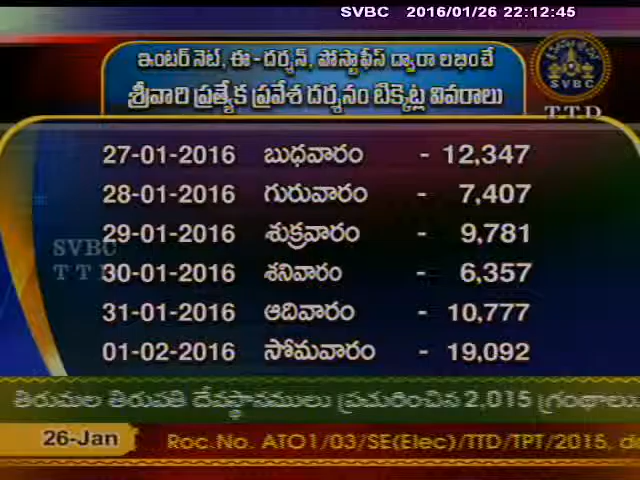 SVBC 2016/01/26 22:12:45
ఇంటర్ నెట్, ఈ - దర్శన్, పోస్టాఫీస్ ద్వారా లభించే
శ్రీవారి ప్రత్యేక ప్రవేశ దర్శనం టిక్కెట్ల వివరాలు
SVBC
TTD
27-01-2016 బుధవారం - 12,347
28-01-2016 గురువారం - 7,407
29-01-2016 శుక్రవారం - 9,781
SVBC
TTD
30-01-2016 శనివారం - 6,357
31-01-2016 ఆదివారం - 10,777
01-02-2016 సోమవారం - 19,092
తిరుమల తిరుపతి దేవస్థానములు ప్రచురించిన 2,015 గ్రంథాలు
26-Jan Roc.No. ATO1/03/SE(Elec)/TTD/TPT/2015,